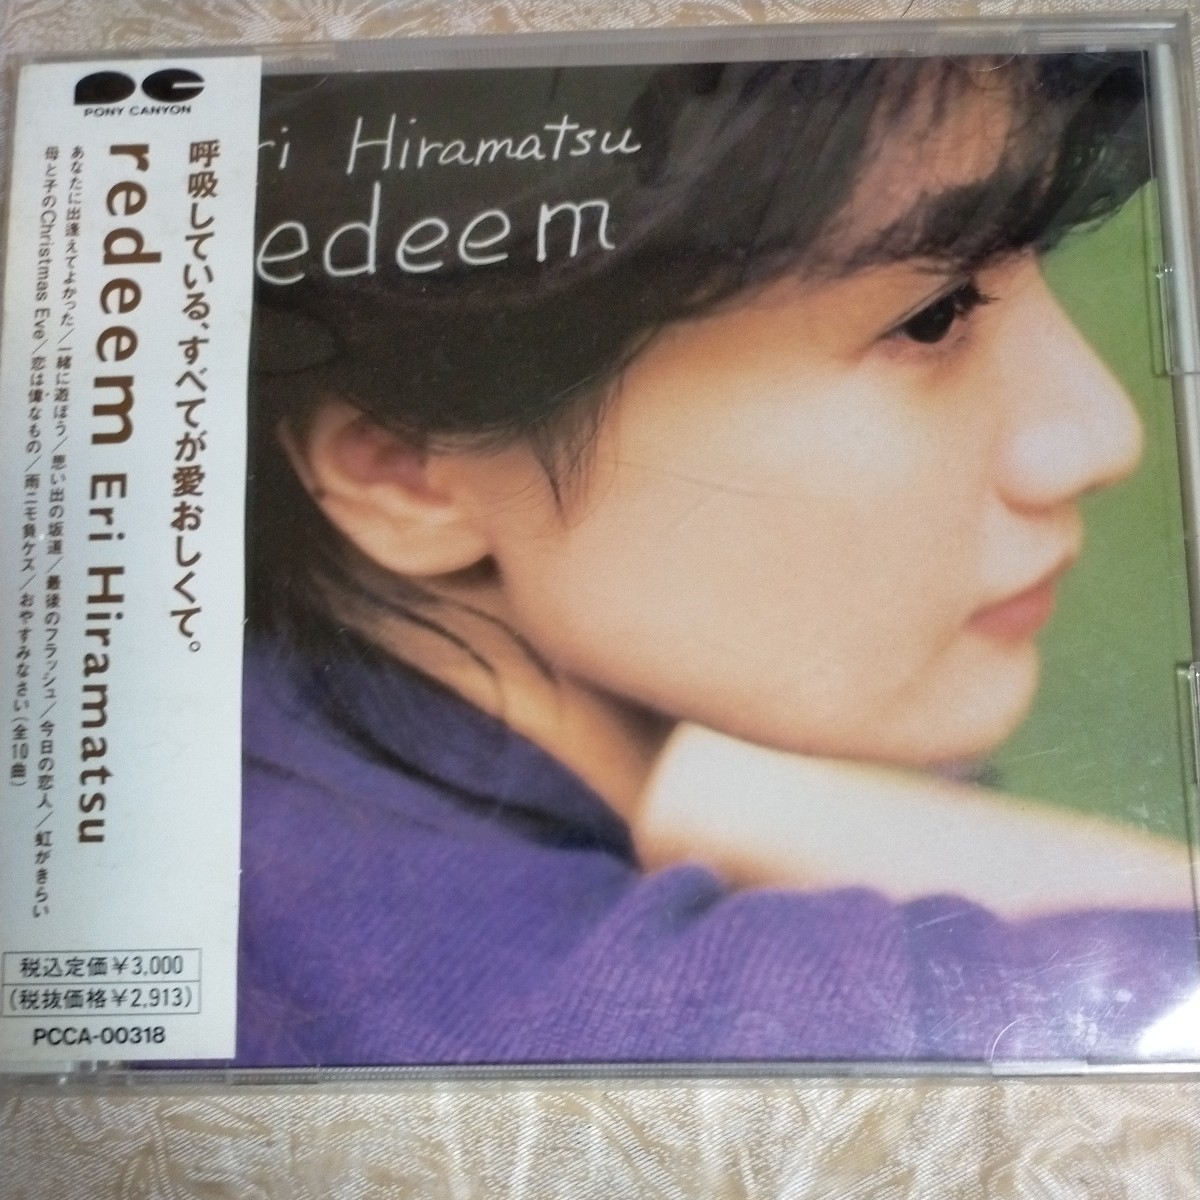 PONY CANYON
呼吸している、すべてが愛おしくて。
redeem Eri Hiramatsu
あなたに出逢えてよかった/一緒に遊ぼう/思い出の坂道/最後のフラッシュ/今日の恋人/虹がきらい
母と子のChristmas Eve/恋は偉なもの/雨ニモ負ケズ/おやすみなさい(全10曲)
税込定価¥3,000
(税抜価格¥2,913)
PCCA-00318
ri Hiramatsu
edeem